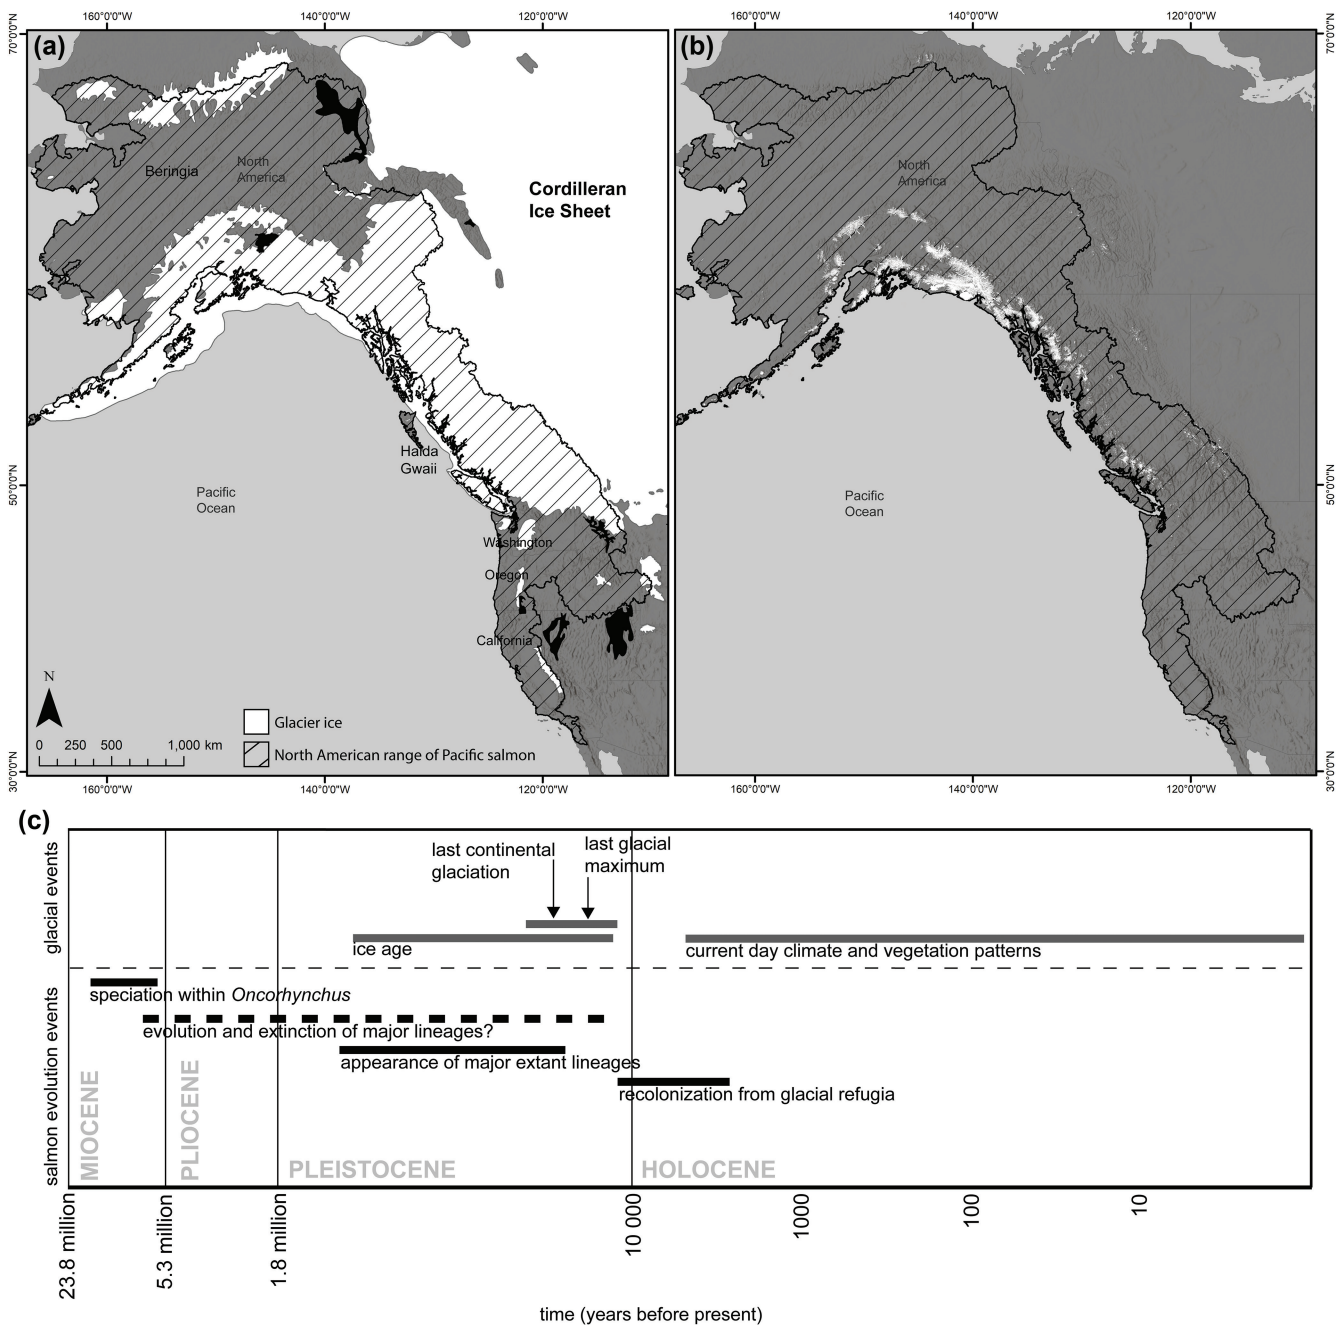 160°0'0"W 140°0'0"W 120°0'0"W
160°0'0"W 140°0'0"W 120°0'0"W
70°0'0"N
(a)
Beringia
North
America
Cordilleran
Ice Sheet
Haida
Gwaii
50°0'0"N
Pacific
Ocean
Washington
Oregon
California
N
0 250 500 1,000 km
Glacier ice
North American range of Pacific salmon
30°0'0"N
160°0'0"W 140°0'0"W 120°0'0"W
(b)
70°0'0"N
North
America
50°0'0"N
Pacific
Ocean
30°0'0"N
160°0'0"W 140°0'0"W 120°0'0"W
(c)
glacial events
last continental
glaciation
last glacial
maximum
ice age
current day climate and vegetation patterns
salmon evolution events
speciation within Oncorhynchus
evolution and extinction of major lineages?
appearance of major extant lineages
recolonization from glacial refugia
MIOCENE
PLIOCENE
PLEISTOCENE
HOLOCENE
23.8 million
5.3 million
1.8 million
10 000
1000
100
10
time (years before present)